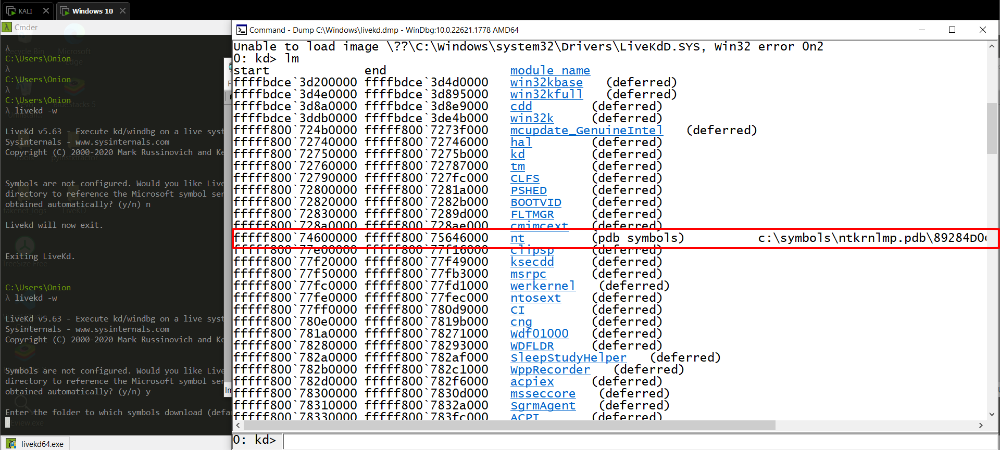 KALI
Windows 10
Cmder
λ
C:\Users\Onion
λ
C:\Users\Onion
λ
C:\Users\Onion
λ livekd -w
LiveKd v5.63 - Execute kd/windbg on a live syst
Sysinternals - www.sysinternals.com
Copyright (C) 2000-2020 Mark Russinovich and Ke
Symbols are not configured. Would you like Live
directory to reference the Microsoft symbol ser
obtained automatically? (y/n) n
Livekd will now exit.
Exiting LiveKd.
C:\Users\Onion
λ livekd -w
LiveKd v5.63 - Execute kd/windbg on a live syst
Sysinternals - www.sysinternals.com
Copyright (C) 2000-2020 Mark Russinovich and Ke
Symbols are not configured. Would you like Live
directory to reference the Microsoft symbol ser
obtained automatically? (y/n) y
Enter the folder to which symbols download (defau
livekd64.exe
Recycle Bin
Microsoft Edge
BlueStacks 5
fakenet_logs
LiveKD
TreeSize Free
Command - Dump C:\Windows\livekd.dmp - WinDbg:10.0.22621.1778 AMD64
Unable to load image \??\C:\Windows\system32\Drivers\LiveKdD.SYS, Win32 error 0n2
0: kd> lm
start end module name
ffffbdce`3d200000 ffffbdce`3d4d0000 win32kbase (deferred)
ffffbdce`3d4e0000 ffffbdce`3d895000 win32kfull (deferred)
ffffbdce`3d8a0000 ffffbdce`3d8e9000 cdd (deferred)
ffffbdce`3ddb0000 ffffbdce`3de4b000 win32k (deferred)
fffff800`724b0000 fffff800`7273f000 mcupdate_GenuineIntel (deferred)
fffff800`72740000 fffff800`72746000 hal (deferred)
fffff800`72750000 fffff800`7275b000 kd (deferred)
fffff800`72760000 fffff800`72787000 tm (deferred)
fffff800`72790000 fffff800`727fc000 CLFS (deferred)
fffff800`72800000 fffff800`7281a000 PSHED (deferred)
fffff800`72820000 fffff800`7282b000 BOOTVID (deferred)
fffff800`72830000 fffff800`7289d000 FLTMGR (deferred)
fffff800`728a0000 fffff800`728ae000 cmimcext (deferred)
fffff800`74600000 fffff800`75646000 nt (pdb symbols) c:\symbols\ntkrnlmp.pdb\89284D0
fffff800`77e00000 fffff800`77f16000 clipsp (deferred)
fffff800`77f20000 fffff800`77f49000 ksecdd (deferred)
fffff800`77f50000 fffff800`77fb3000 msrpc (deferred)
fffff800`77fc0000 fffff800`77fd1000 werkernel (deferred)
fffff800`77fe0000 fffff800`77fec000 ntosext (deferred)
fffff800`77ff0000 fffff800`780d9000 CI (deferred)
fffff800`780e0000 fffff800`7819b000 cng (deferred)
fffff800`781a0000 fffff800`78271000 Wdf01000 (deferred)
fffff800`78280000 fffff800`78293000 WDFLDR (deferred)
fffff800`782a0000 fffff800`782af000 SleepStudyHelper (deferred)
fffff800`782b0000 fffff800`782c1000 WppRecorder (deferred)
fffff800`782d0000 fffff800`782f6000 acpiex (deferred)
fffff800`78300000 fffff800`7830d000 msseccore (deferred)
fffff800`78310000 fffff800`7832a000 SgrmAgent (deferred)
fffff800`78330000 fffff800`783fc000 ACPI (deferred)
0: kd>